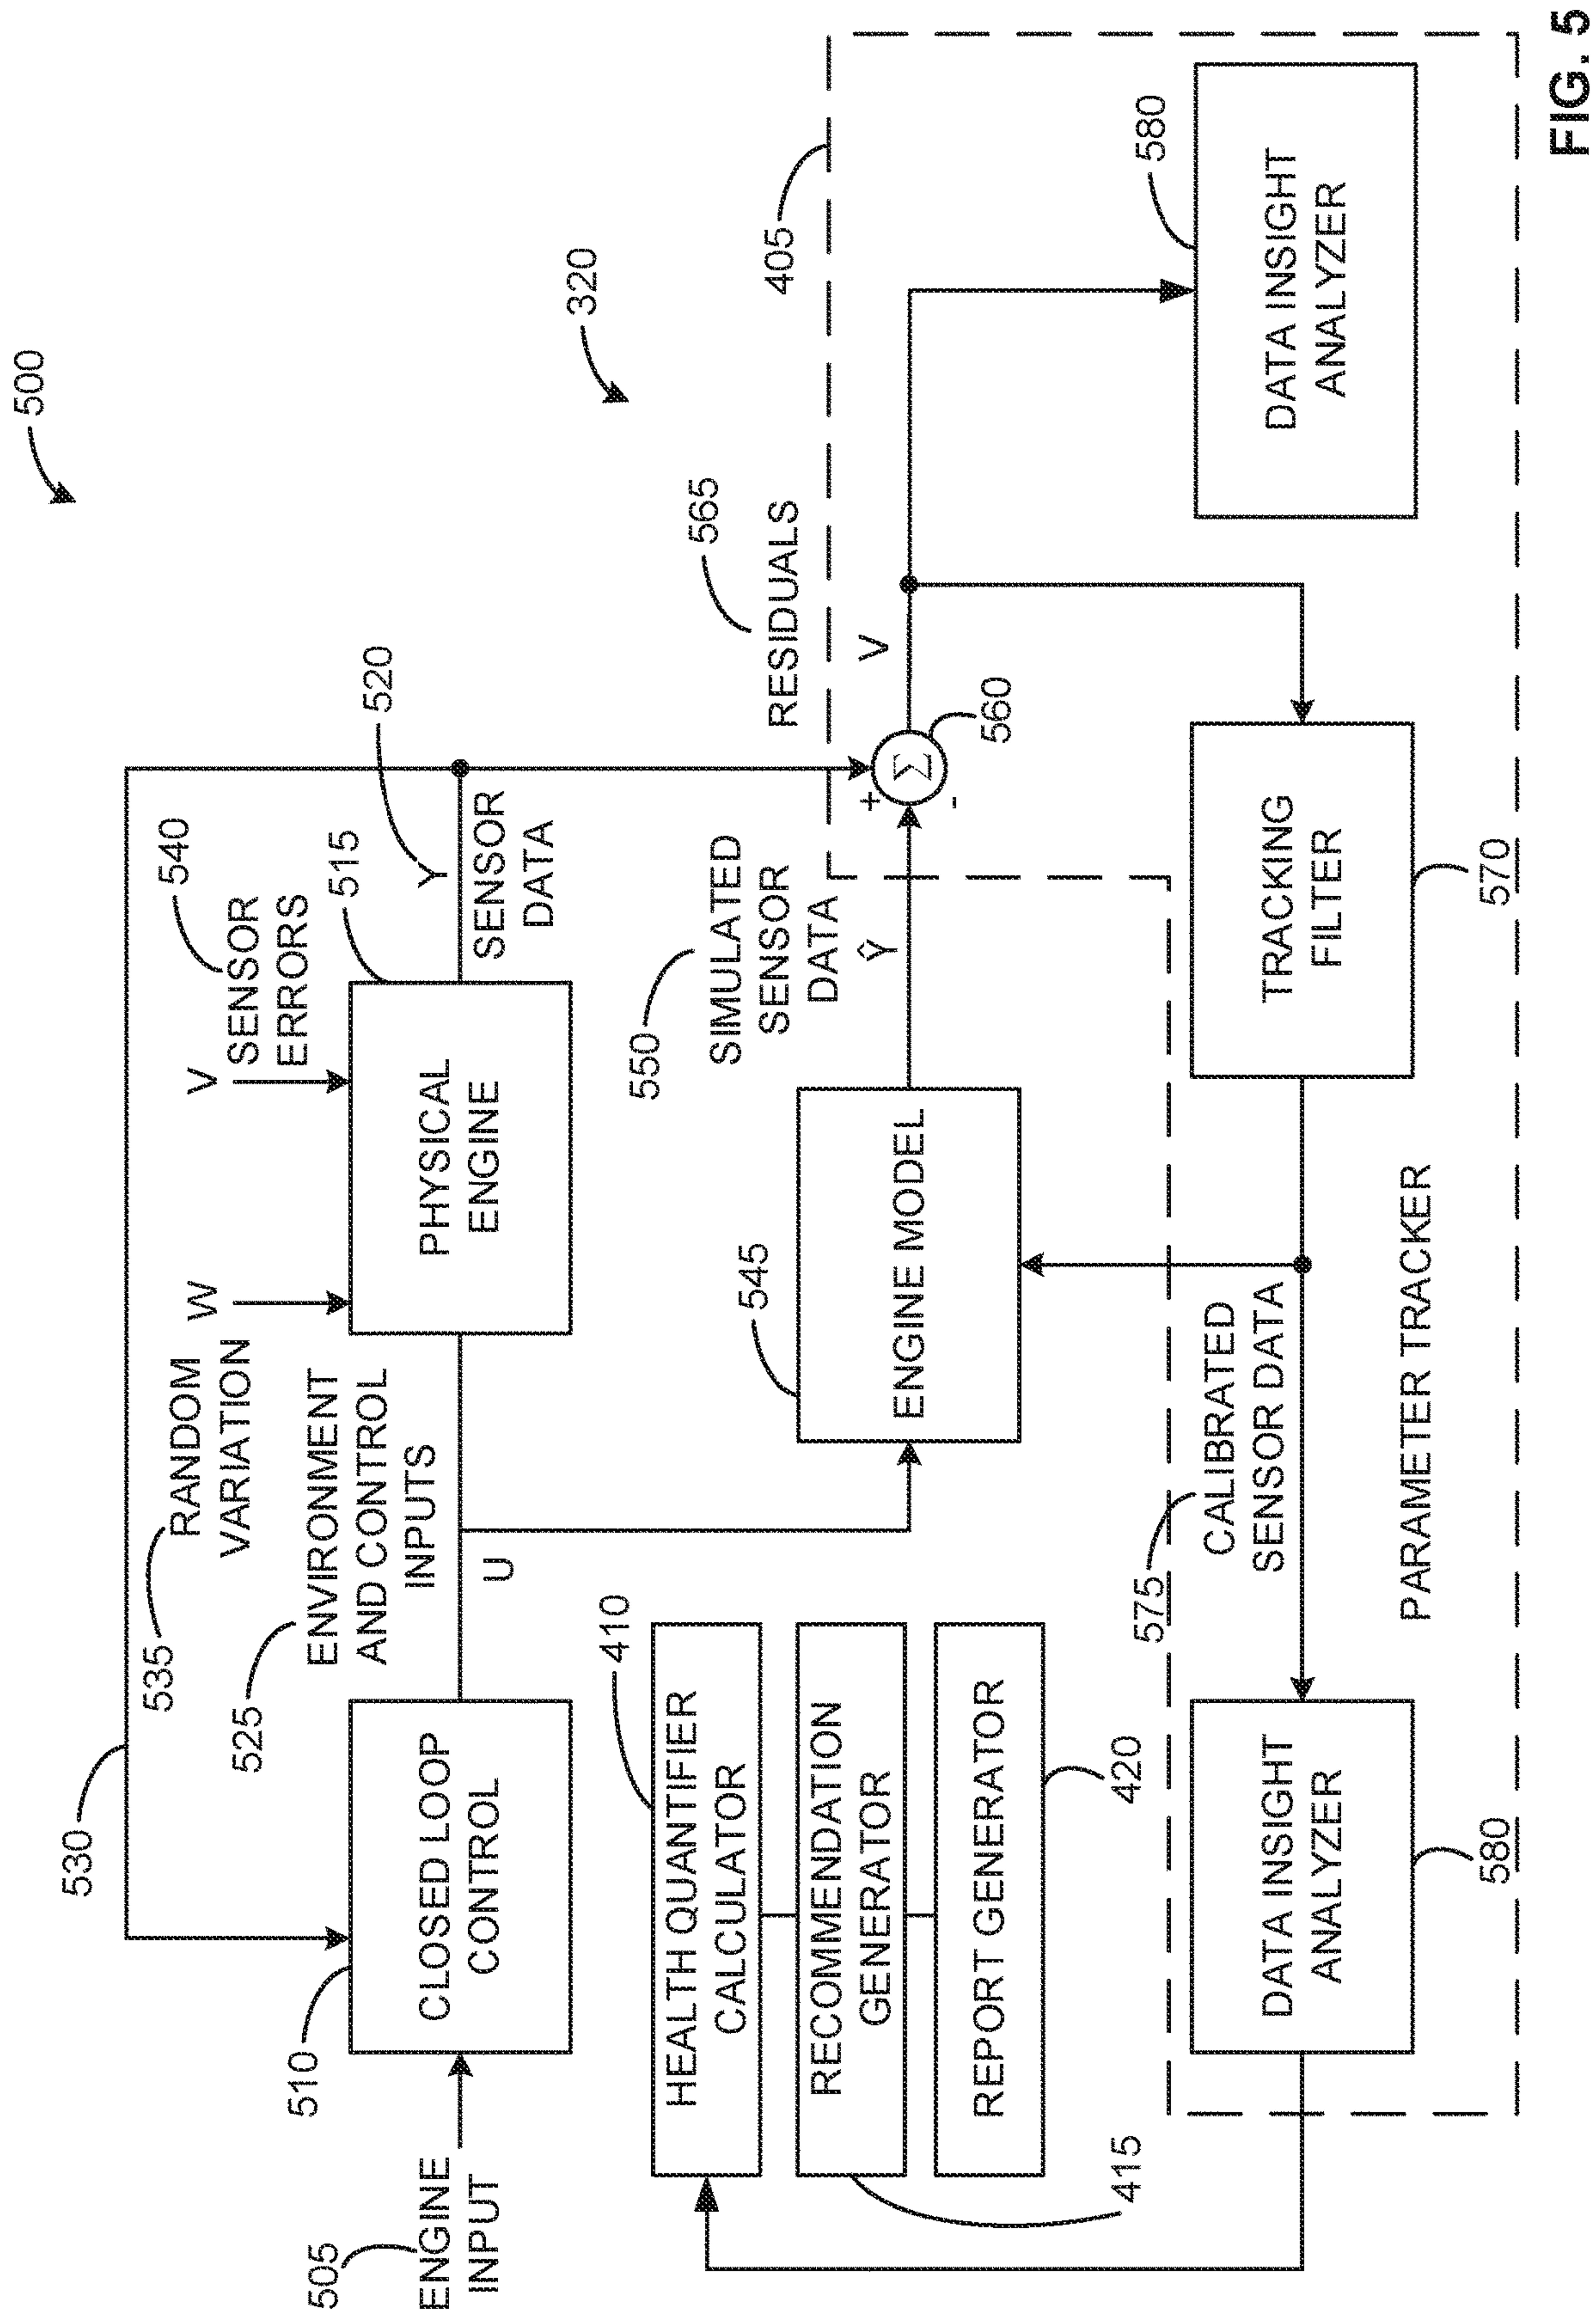 500
530
535
RANDOM
VARIATION
W
V
540
SENSOR
ERRORS
525
ENVIRONMENT
AND CONTROL
INPUTS
U
510
515
520
505
ENGINE
INPUT
CLOSED LOOP
CONTROL
PHYSICAL
ENGINE
Y
SENSOR
DATA
320
410
HEALTH QUANTIFIER
CALCULATOR
RECOMMENDATION
GENERATOR
REPORT GENERATOR
415
420
545
ENGINE MODEL
550
SIMULATED
SENSOR
DATA
Ŷ
565
RESIDUALS
V
+
Σ
-
560
405
575
CALIBRATED
SENSOR DATA
DATA INSIGHT
ANALYZER
580
TRACKING
FILTER
570
580
DATA INSIGHT
ANALYZER
PARAMETER TRACKER
FIG. 5